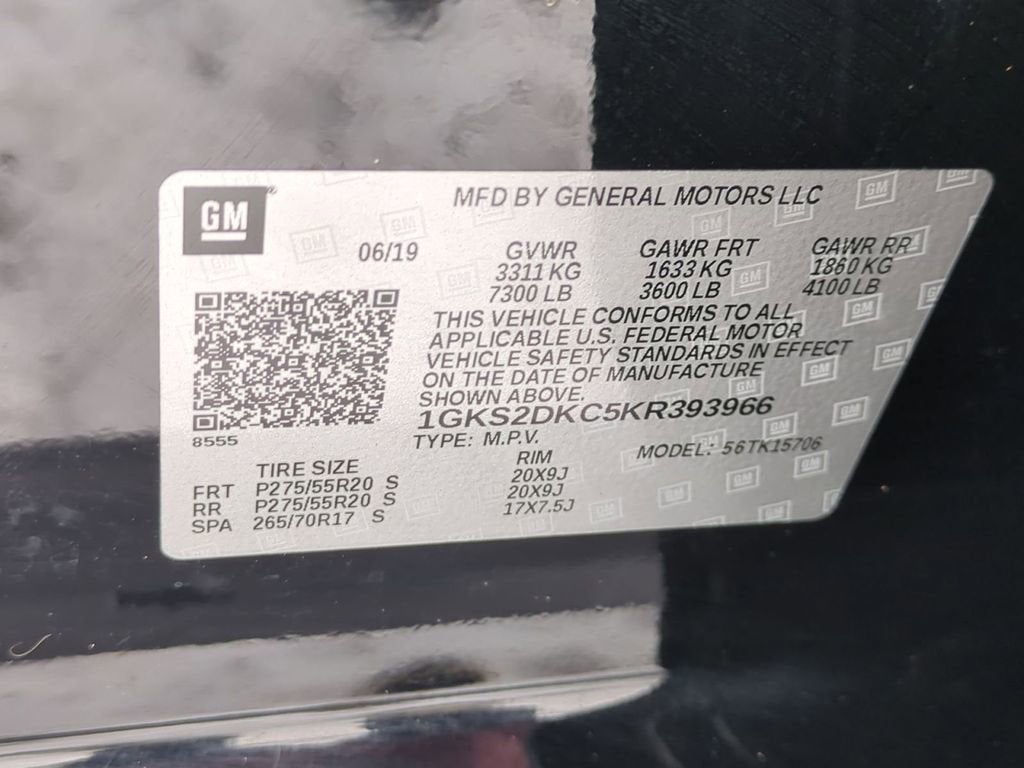 GM
MFD BY GENERAL MOTORS LLC
06/19 GVWR GAWR FRT GAWR RR
3311 KG 1633 KG 1860 KG
7300 LB 3600 LB 4100 LB
THIS VEHICLE CONFORMS TO ALL
APPLICABLE U.S. FEDERAL MOTOR
VEHICLE SAFETY STANDARDS IN EFFECT
ON THE DATE OF MANUFACTURE
SHOWN ABOVE.
1GKS2DKC5KR393966
8555
TYPE: M.P.V. MODEL: 56TK15706
TIRE SIZE RIM
FRT P275/55R20 S 20X9J
RR P275/55R20 S 20X9J
SPA 265/70R17 S 17X7.5J